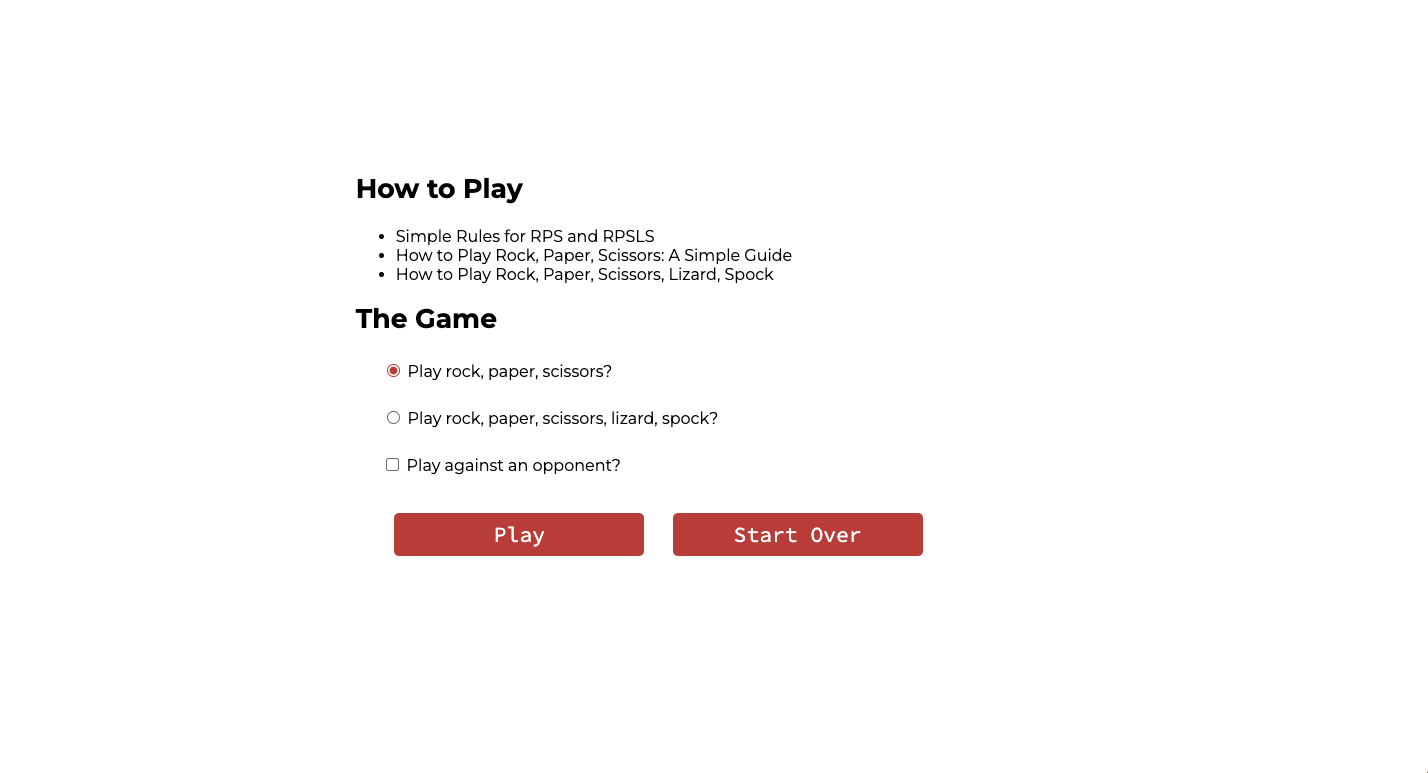 How to Play
Simple Rules for RPS and RPSLS
How to Play Rock, Paper, Scissors: A Simple Guide
How to Play Rock, Paper, Scissors, Lizard, Spock
The Game
Play rock, paper, scissors?
Play rock, paper, scissors, lizard, spock?
Play against an opponent?
Play
Start Over